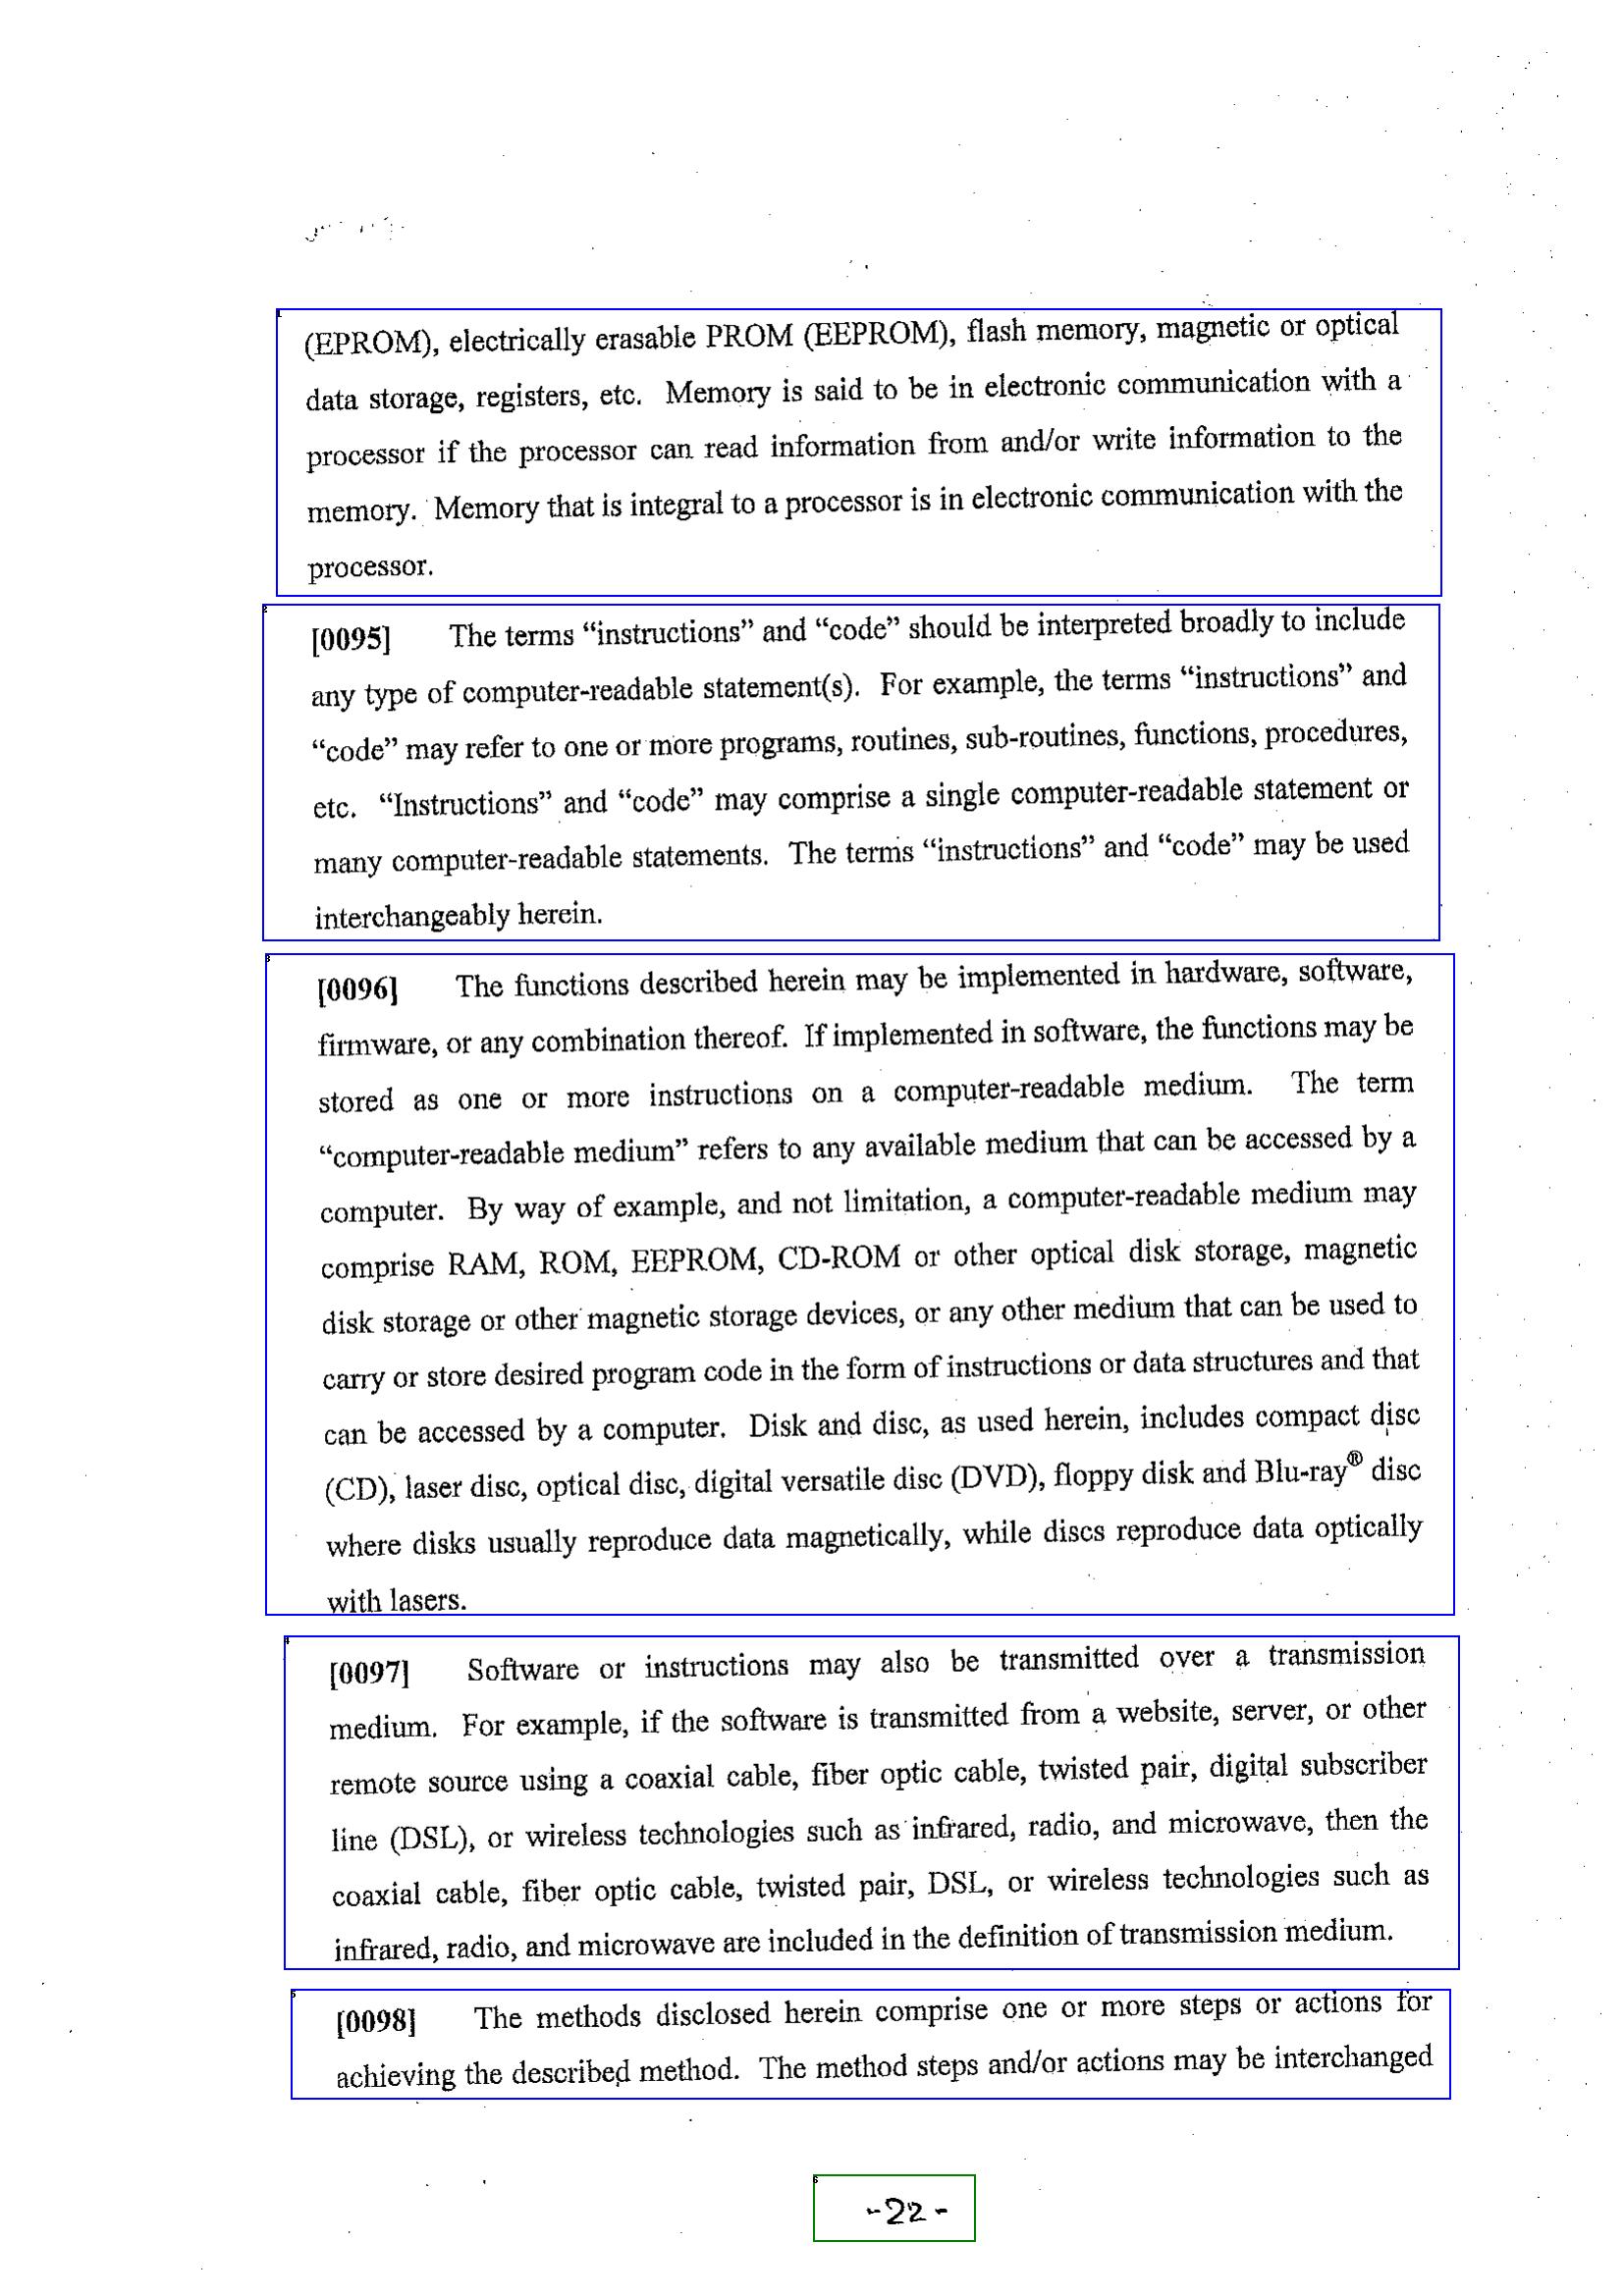 (EPROM), electrically erasable PROM (EEPROM), flash memory, magnetic or optical
data storage, registers, etc. Memory is said to be in electronic communication with a
processor if the processor can read information from and/or write information to the
memory. Memory that is integral to a processor is in electronic communication with the
processor.
[0095] The terms “instructions” and “code” should be interpreted broadly to include
any type of computer-readable statement(s). For example, the terms “instructions” and
“code” may refer to one or more programs, routines, sub-routines, functions, procedures,
etc. “Instructions” and “code” may comprise a single computer-readable statement or
many computer-readable statements. The terms “instructions” and “code” may be used
interchangeably herein.
[0096] The functions described herein may be implemented in hardware, software,
firmware, or any combination thereof. If implemented in software, the functions may be
stored as one or more instructions on a computer-readable medium. The term
“computer-readable medium” refers to any available medium that can be accessed by a
computer. By way of example, and not limitation, a computer-readable medium may
comprise RAM, ROM, EEPROM, CD-ROM or other optical disk storage, magnetic
disk storage or other magnetic storage devices, or any other medium that can be used to
carry or store desired program code in the form of instructions or data structures and that
can be accessed by a computer. Disk and disc, as used herein, includes compact disc
(CD), laser disc, optical disc, digital versatile disc (DVD), floppy disk and Blu-ray® disc
where disks usually reproduce data magnetically, while discs reproduce data optically
with lasers.
[0097] Software or instructions may also be transmitted over a transmission
medium. For example, if the software is transmitted from a website, server, or other
remote source using a coaxial cable, fiber optic cable, twisted pair, digital subscriber
line (DSL), or wireless technologies such as infrared, radio, and microwave, then the
coaxial cable, fiber optic cable, twisted pair, DSL, or wireless technologies such as
infrared, radio, and microwave are included in the definition of transmission medium.
[0098] The methods disclosed herein comprise one or more steps or actions for
achieving the described method. The method steps and/or actions may be interchanged
-22-